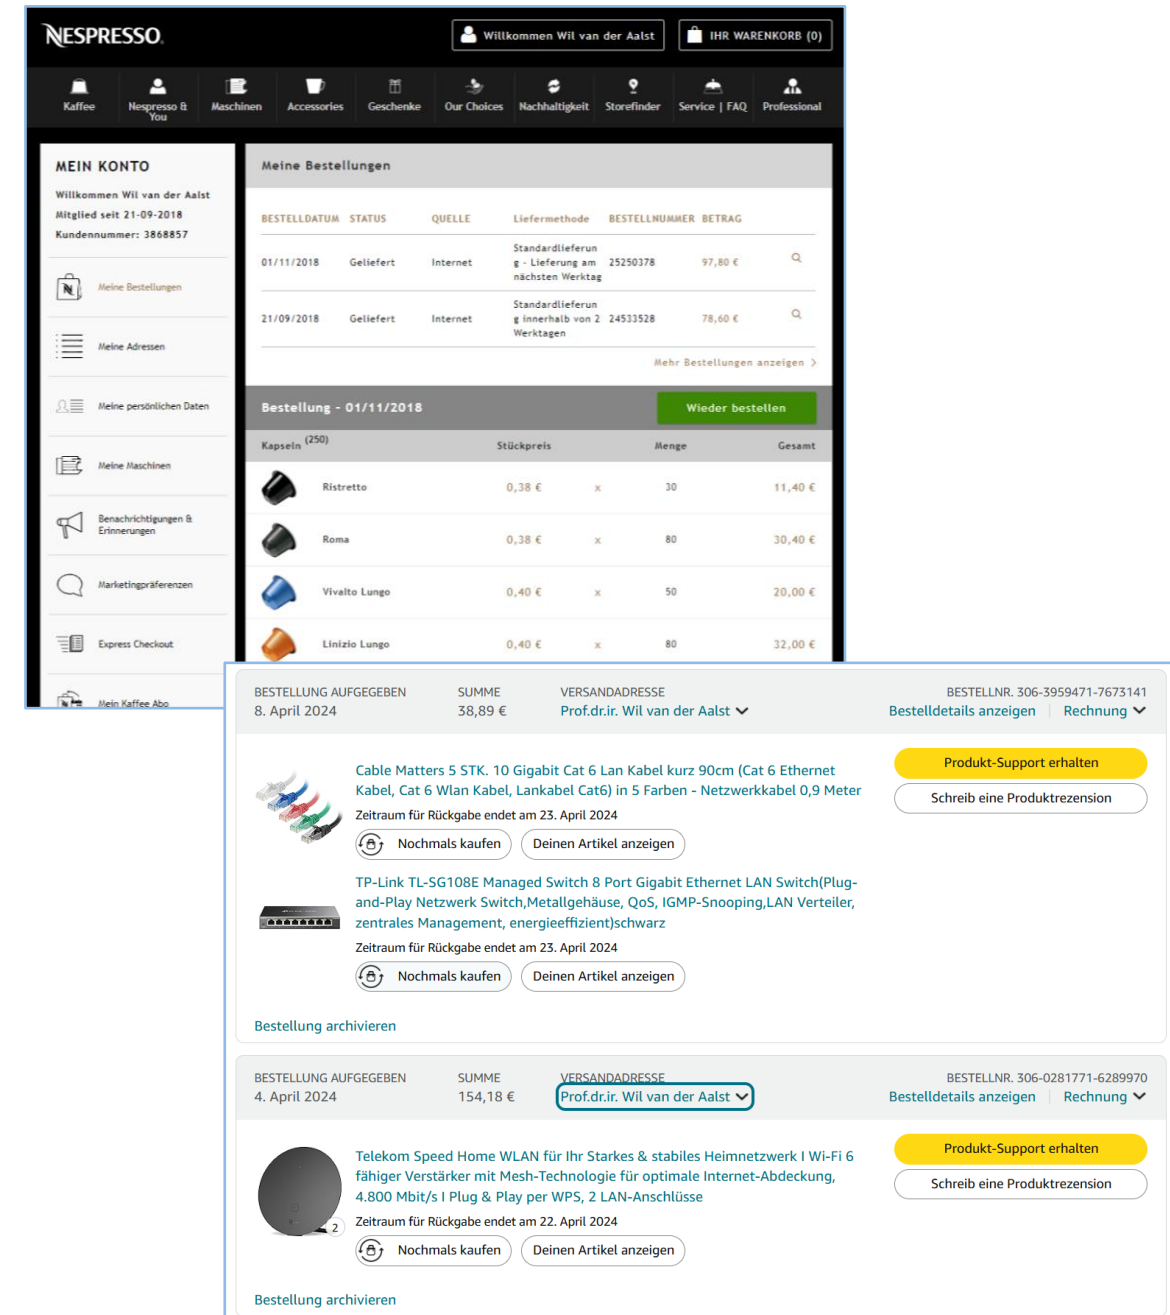 NESPRESSO.
Willkommen Wil van der Aalst
IHR WARENKORB (0)
Kaffee
Nespresso & You
Maschinen
Accessories
Geschenke
Our Choices
Nachhaltigkeit
Storefinder
Service | FAQ
Professional
MEIN KONTO
Willkommen Wil van der Aalst
Mitglied seit 21-09-2018
Kundennummer: 3868857
Meine Bestellungen
Meine Adressen
Meine persönlichen Daten
Meine Maschinen
Benachrichtigungen &
Erinnerungen
Marketingpräferenzen
Express Checkout
Mein Kaffee Abo
Meine Bestellungen
BESTELLDATUM STATUS QUELLE Liefermethode BESTELLNUMMER BETRAG
Standardlieferun
01/11/2018 Geliefert Internet g - Lieferung am 25250378 97,80 €
nächsten Werktag
Standardlieferun
21/09/2018 Geliefert Internet g innerhalb von 2 24533528 78,60 €
Werktagen
Mehr Bestellungen anzeigen >
Bestellung - 01/11/2018 Wieder bestellen
Kapseln (250) Stückpreis Menge Gesamt
Ristretto 0,38 € x 30 11,40 €
Roma 0,38 € x 80 30,40 €
Vivalto Lungo 0,40 € x 50 20,00 €
Linizio Lungo 0,40 € x 80 32,00 €
BESTELLUNG AUFGEGEBEN SUMME VERSANDADRESSE BESTELLNR. 306-3959471-7673141
8. April 2024 38,89 € Prof.dr.ir. Wil van der Aalst Bestelldetails anzeigen | Rechnung
Cable Matters 5 STK. 10 Gigabit Cat 6 Lan Kabel kurz 90cm (Cat 6 Ethernet
Kabel, Cat 6 Wlan Kabel, Lankabel Cat6) in 5 Farben - Netzwerkkabel 0,9 Meter
Zeitraum für Rückgabe endet am 23. April 2024
Nochmals kaufen Deinen Artikel anzeigen
Produkt-Support erhalten
Schreib eine Produktrezension
TP-Link TL-SG108E Managed Switch 8 Port Gigabit Ethernet LAN Switch(Plug-
and-Play Netzwerk Switch,Metallgehäuse, QoS, IGMP-Snooping,LAN Verteiler,
zentrales Management, energieeffizient)schwarz
Zeitraum für Rückgabe endet am 23. April 2024
Nochmals kaufen Deinen Artikel anzeigen
Bestellung archivieren
BESTELLUNG AUFGEGEBEN SUMME VERSANDADRESSE BESTELLNR. 306-0281771-6289970
4. April 2024 154,18 € Prof.dr.ir. Wil van der Aalst Bestelldetails anzeigen | Rechnung
Telekom Speed Home WLAN für Ihr Starkes & stabiles Heimnetzwerk I Wi-Fi 6
fähiger Verstärker mit Mesh-Technologie für optimale Internet-Abdeckung,
4.800 Mbit/s I Plug & Play per WPS, 2 LAN-Anschlüsse
Zeitraum für Rückgabe endet am 22. April 2024
2
Nochmals kaufen Deinen Artikel anzeigen
Produkt-Support erhalten
Schreib eine Produktrezension
Bestellung archivieren